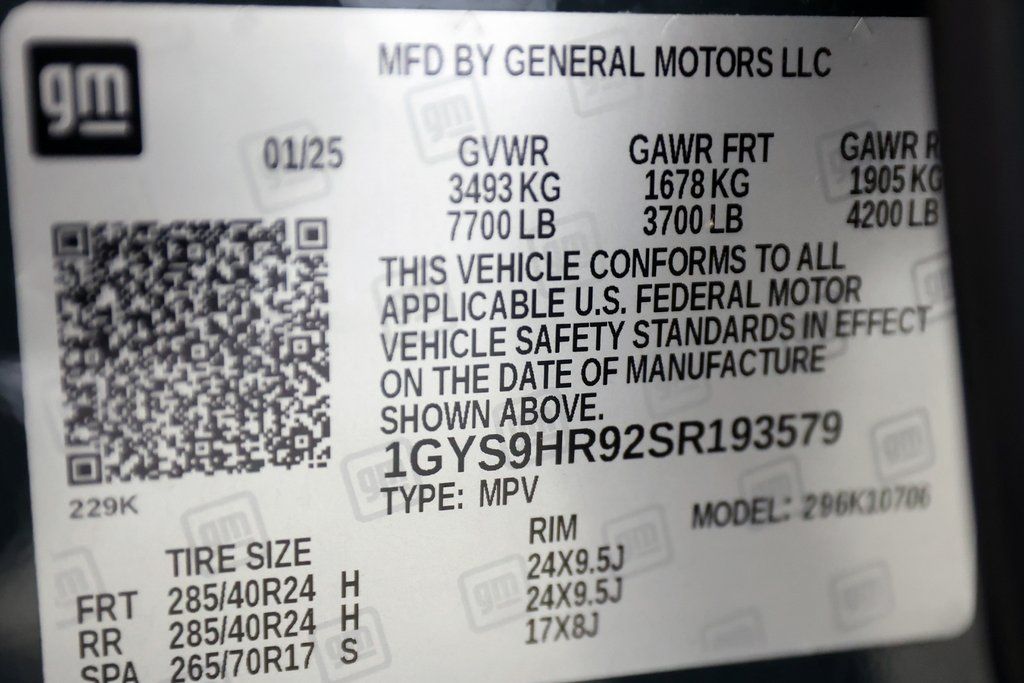 gm
MFD BY GENERAL MOTORS LLC
01/25 GVWR GAWR FRT GAWR R
3493 KG 1678 KG 1905 KG
7700 LB 3700 LB 4200 LB
THIS VEHICLE CONFORMS TO ALL
APPLICABLE U.S. FEDERAL MOTOR
VEHICLE SAFETY STANDARDS IN EFFECT
ON THE DATE OF MANUFACTURE
SHOWN ABOVE.
1GYS9HR92SR193579
229K TYPE: MPV MODEL: 296K10706
TIRE SIZE RIM
FRT 285/40R24 H 24X9.5J
RR 285/40R24 H 24X9.5J
SPA 265/70R17 S 17X8J